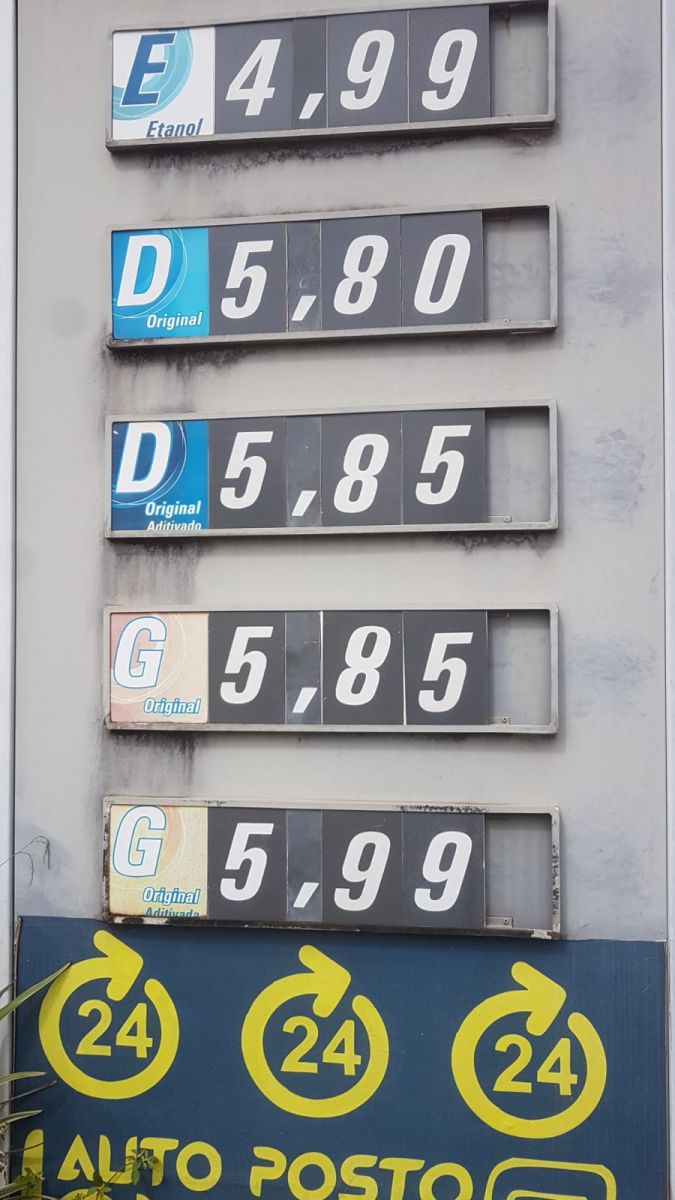 E 4,99
Etanol
D 5,80
Original
D 5,85
Original
Aditivado
G 5,85
Original
G 5,99
Original
Aditivada
24 24 24
AUTO POSTO